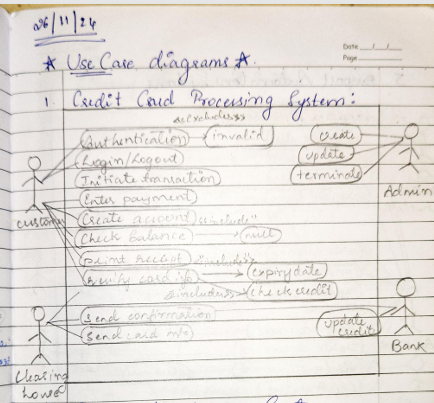 26/11/24
Date
Page
* Use Case diagrams *
1. Credit Card Processing System:
<<Excludes>>
Authentication invalid create
Login/Logout update
Initiate transaction terminate
Enter payment Admin
customer Create account "include"
Check balance
print receipt <<include>>
verify card info expiry date
<<include>> check credit
send confirmation update
send card info credit
Bank
Clearing
house